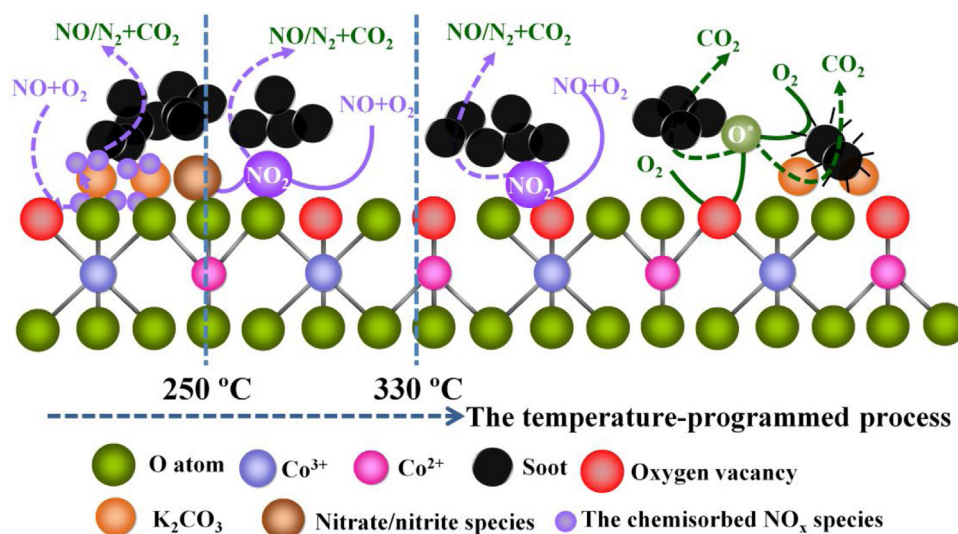 NO/N₂+CO₂
NO/N₂+CO₂
NO/N₂+CO₂
CO₂
NO+O₂
NO+O₂
NO+O₂
O₂
CO₂
O*
O₂
NO₂
NO₂
250 ºC
330 ºC
The temperature-programmed process
O atom
Co³⁺
Co²⁺
Soot
Oxygen vacancy
K₂CO₃
Nitrate/nitrite species
The chemisorbed NOₓ species